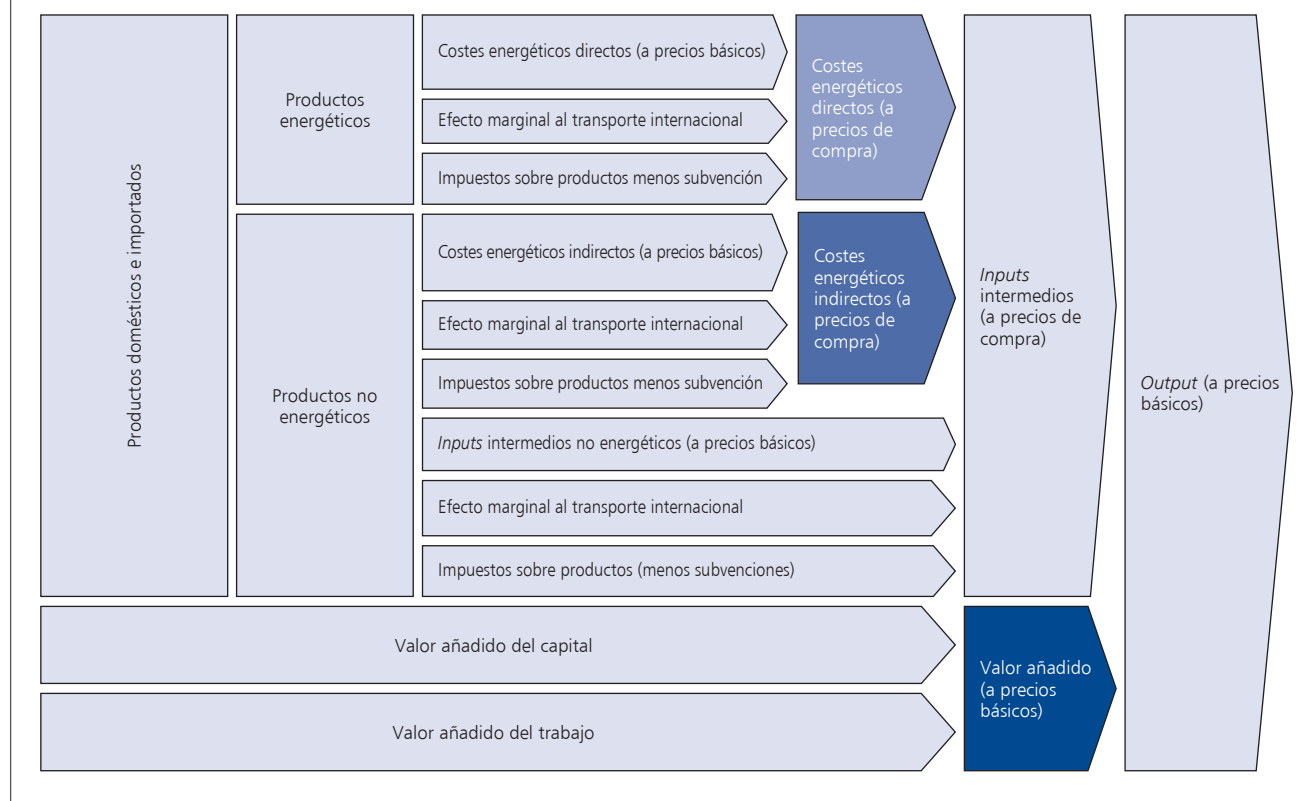 Productos domésticos e importados
Productos
energéticos
Costes energéticos directos (a precios básicos)
Efecto marginal al transporte internacional
Impuestos sobre productos menos subvención
Costes
energéticos
directos (a
precios de
compra)
Productos no
energéticos
Costes energéticos indirectos (a precios básicos)
Efecto marginal al transporte internacional
Impuestos sobre productos menos subvención
Costes
energéticos
indirectos (a
precios de
compra)
Inputs intermedios no energéticos (a precios básicos)
Efecto marginal al transporte internacional
Impuestos sobre productos (menos subvenciones)
Inputs
intermedios
(a precios de
compra)
Valor añadido del capital
Valor añadido del trabajo
Valor añadido
(a precios
básicos)
Output (a precios
básicos)